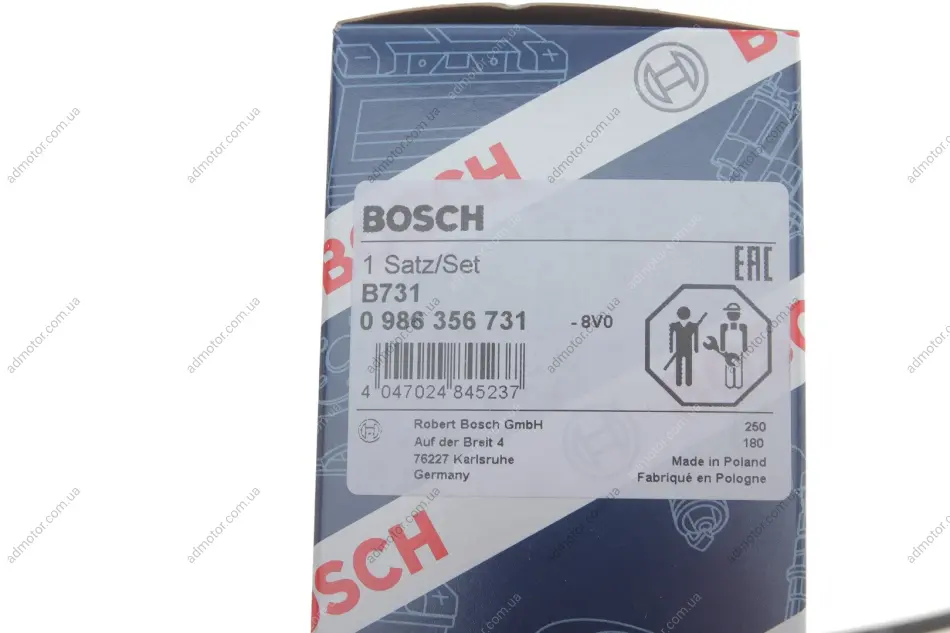 BOSCH
BOSCH
1 Satz/Set
EAC
B731
0 986 356 731 - 8V0
4 047024 845237
Robert Bosch GmbH
Auf der Breit 4
76227 Karlsruhe
Germany
250
180
Made in Poland
Fabriqué en Pologne
BOSCH
admotor.com.ua